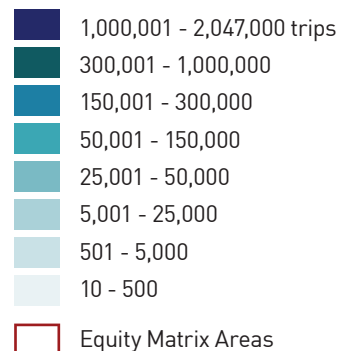 1,000,001 - 2,047,000 trips
300,001 - 1,000,000
150,001 - 300,000
50,001 - 150,000
25,001 - 50,000
5,001 - 25,000
501 - 5,000
10 - 500
Equity Matrix Areas